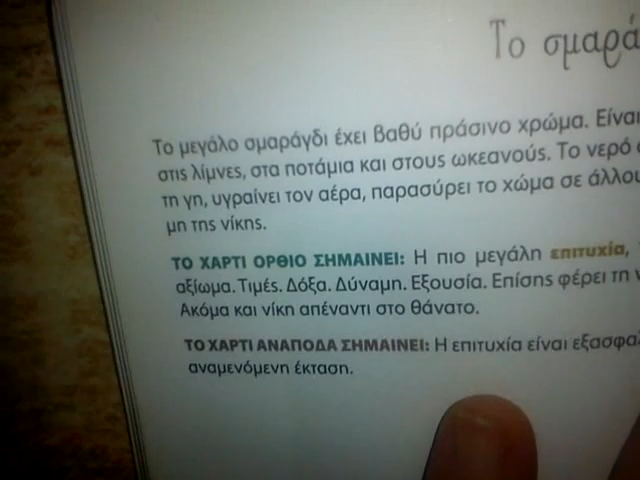 Το
Το μεγάλο σμαράγδι έχει βαθύ πράσινο χρώμα. Είναι
στις λίμνες, στα ποτάμια και στους ωκεανούς. Το νερό
τη γη, υγραίνει τον αέρα, παρασύρει το χώμα σε
μη της νίκης.
ΤΟ ΧΑΡΤΙ ΟΡΘΙΟ ΣΗΜΑΙΝΕΙ: Η πιο μεγάλη επιτυχία,
αξίωμα. Τιμές. Δόξα. Δύναμη. Εξουσία. Επίσης φέρει τη
Ακόμα και νίκη απέναντι στο θάνατο.
ΤΟ ΧΑΡΤΙ ΑΝΑΠΟΔΑ ΣΗΜΑΙΝΕΙ: Η επιτυχία είναι
αναμενόμενη έκταση.